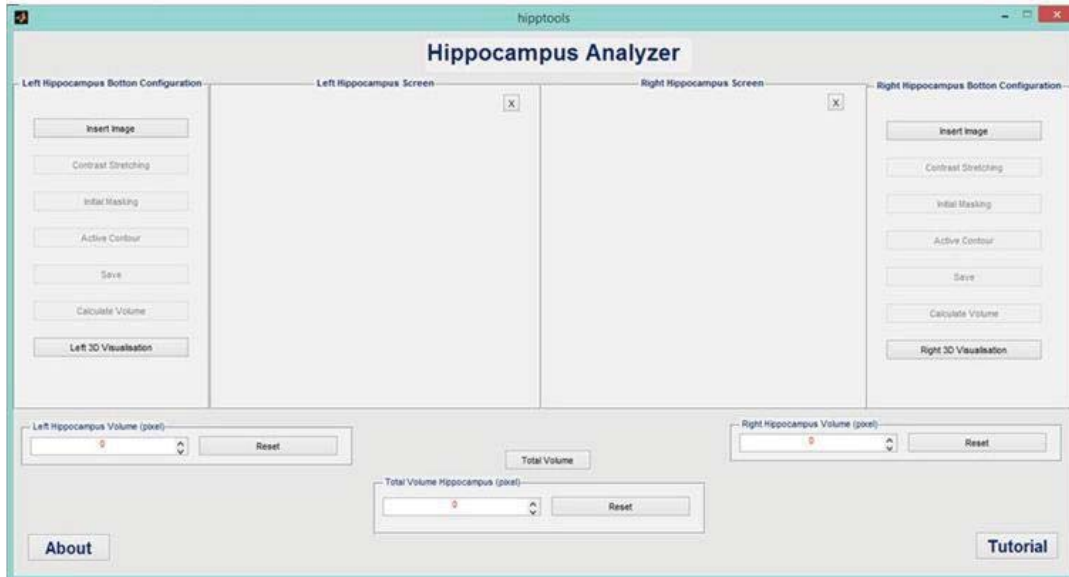 hipptools
Hippocampus Analyzer
Left Hippocampus Botton Configuration
Insert Image
Contrast Stretching
Initial Masking
Active Contour
Save
Calculate Volume
Left 3D Visualisation
Left Hippocampus Screen
X
Right Hippocampus Screen
X
Right Hippocampus Botton Configuration
Insert Image
Contrast Stretching
Initial Masking
Active Contour
Save
Calculate Volume
Right 3D Visualisation
Left Hippocampus Volume (pixel)
0
Reset
Total Volume
Right Hippocampus Volume (pixel)
0
Reset
Total Volume Hippocampus (pixel)
0
Reset
About
Tutorial